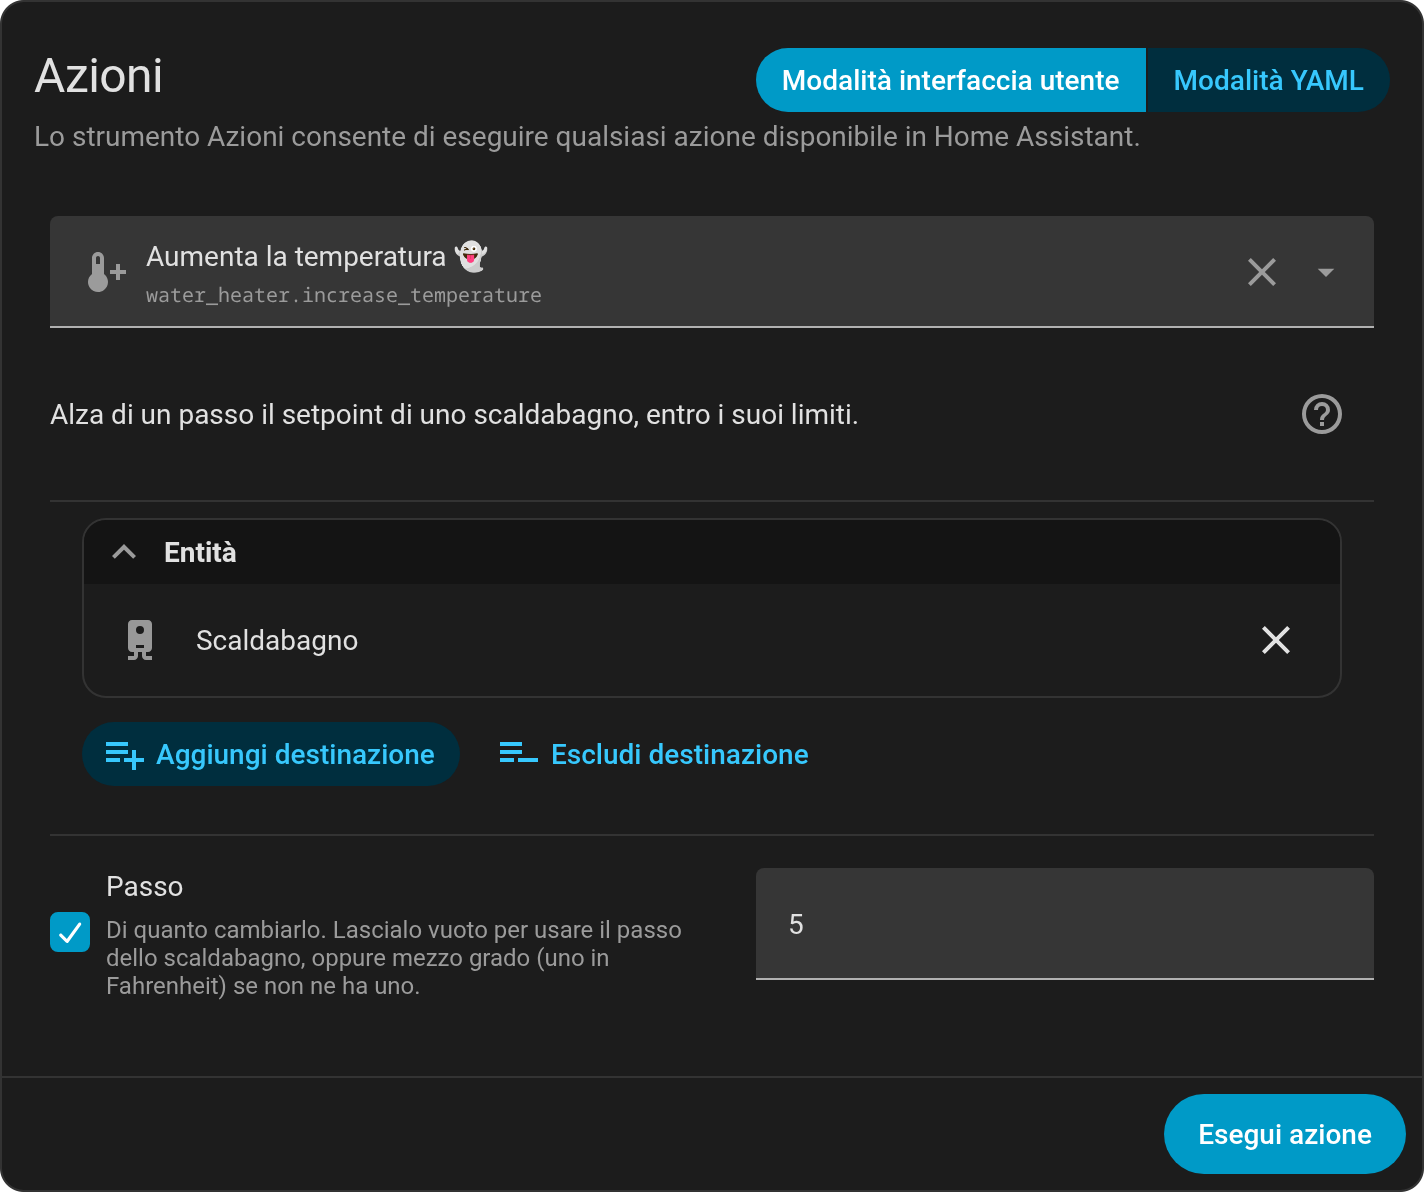 Azioni
Modalità interfaccia utente
Modalità YAML
Lo strumento Azioni consente di eseguire qualsiasi azione disponibile in Home Assistant.
Aumenta la temperatura 👻
water_heater.increase_temperature
Alza di un passo il setpoint di uno scaldabagno, entro i suoi limiti.
Entità
Scaldabagno
Aggiungi destinazione
Escludi destinazione
Passo
Di quanto cambiarlo. Lascialo vuoto per usare il passo
dello scaldabagno, oppure mezzo grado (uno in
Fahrenheit) se non ne ha uno.
5
Esegui azione